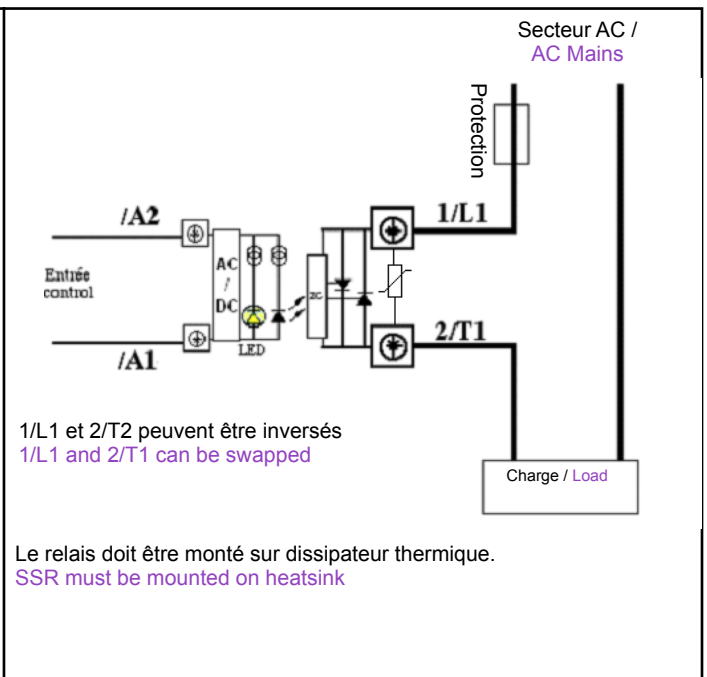 Secteur AC /
AC Mains
Protection
/A2
1/L1
Entrée
control
AC
/
DC
ZC
LED
/A1
2/T1
1/L1 et 2/T2 peuvent être inversés
1/L1 and 2/T1 can be swapped
Charge / Load
Le relais doit être monté sur dissipateur thermique.
SSR must be mounted on heatsink